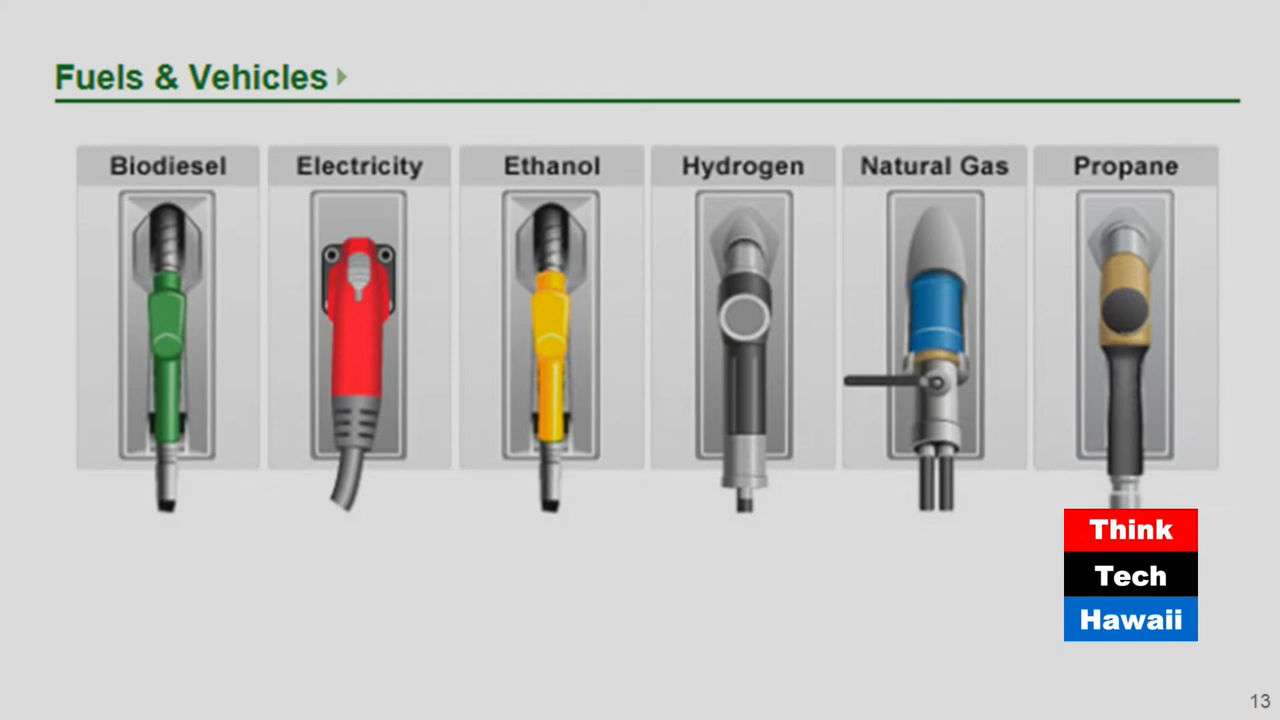 Fuels & Vehicles
Biodiesel
Electricity
Ethanol
Hydrogen
Natural Gas
Propane
Think
Tech
Hawaii
13